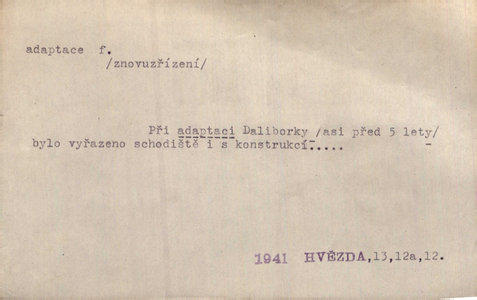 adaptace f.
/znovuzřízení/
Při adaptaci Daliborky /asi před 5 lety/
bylo vyřazeno schodiště i s konstrukcí.....
1941 HVĚZDA,13,12a,12.